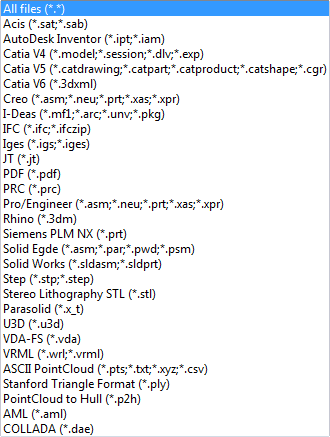 All files (*.*)
Acis (*.sat;*.sab)
AutoDesk Inventor (*.ipt;*.iam)
Catia V4 (*.model;*.session;*.dlv;*.exp)
Catia V5 (*.catdrawing;*.catpart;*.catproduct;*.catshape;*.cgr)
Catia V6 (*.3dxml)
Creo (*.asm;*.neu;*.prt;*.xas;*.xpr)
I-Deas (*.mf1;*.arc;*.unv;*.pkg)
IFC (*.ifc;*.ifczip)
Iges (*.igs;*.iges)
JT (*.jt)
PDF (*.pdf)
PRC (*.prc)
Pro/Engineer (*.asm;*.neu;*.prt;*.xas;*.xpr)
Rhino (*.3dm)
Siemens PLM NX (*.prt)
Solid Egde (*.asm;*.par;*.pwd;*.psm)
Solid Works (*.sldasm;*.sldprt)
Step (*.stp;*.step)
Stereo Lithography STL (*.stl)
Parasolid (*.x_t)
U3D (*.u3d)
VDA-FS (*.vda)
VRML (*.wrl;*.vrml)
ASCII PointCloud (*.pts;*.txt;*.xyz;*.csv)
Stanford Triangle Format (*.ply)
PointCloud to Hull (*.p2h)
AML (*.aml)
COLLADA (*.dae)